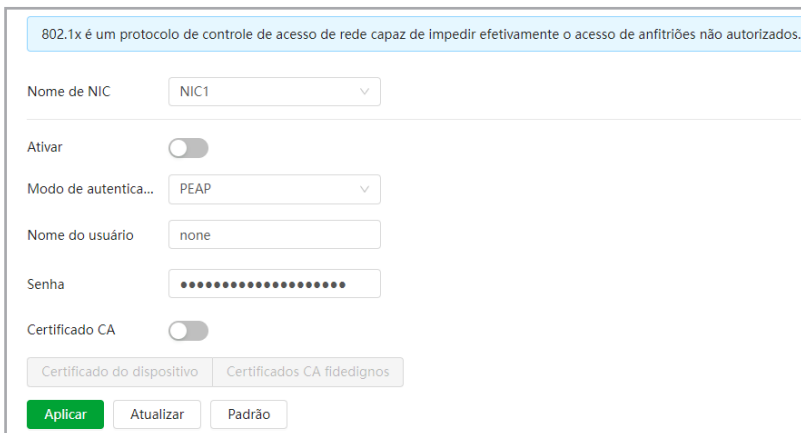 802.1x é um protocolo de controle de acesso de rede capaz de impedir efetivamente o acesso de anfitriões não autorizados.
Nome de NIC NIC1
Ativar
Modo de autentica... PEAP
Nome do usuário none
Senha ••••••••••••••••••••
Certificado CA
Certificado do dispositivo Certificados CA fidedignos
Aplicar Atualizar Padrão